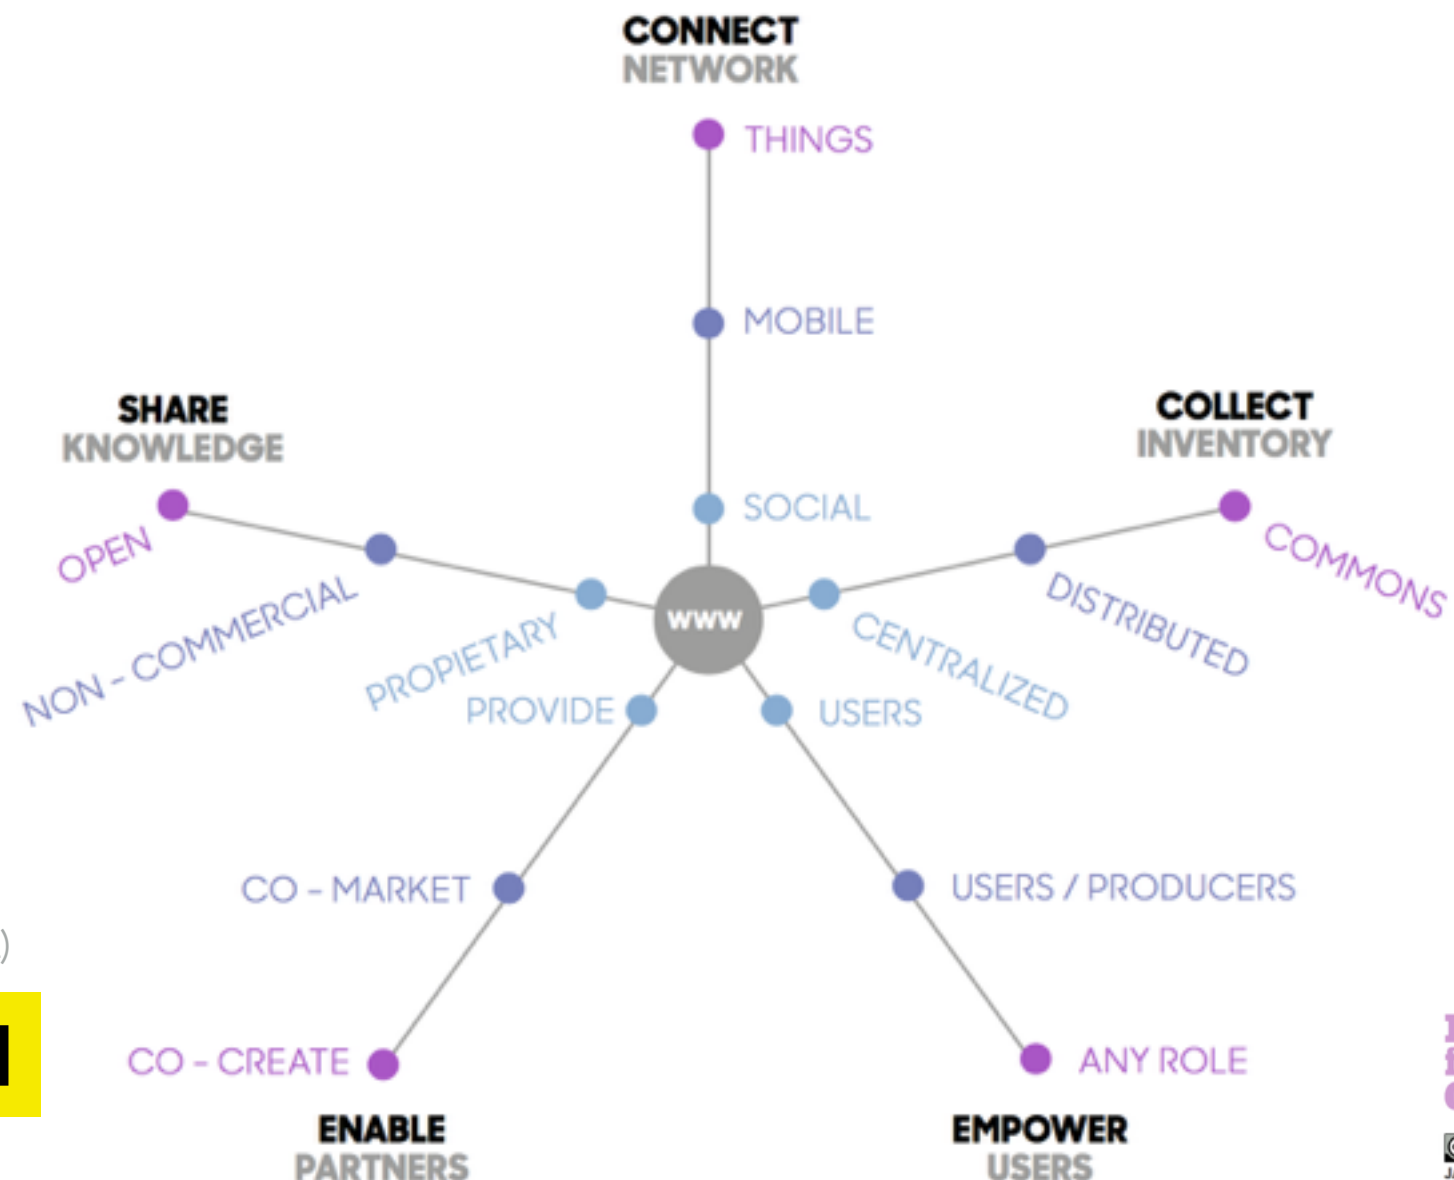 CONNECT
NETWORK
THINGS
MOBILE
SOCIAL
SHARE
KNOWLEDGE
OPEN
NON - COMMERCIAL
PROPIETARY
COLLECT
INVENTORY
COMMONS
DISTRIBUTED
CENTRALIZED
www
PROVIDE
CO - MARKET
CO - CREATE
ENABLE
PARTNERS
USERS
USERS / PRODUCERS
ANY ROLE
EMPOWER
USERS